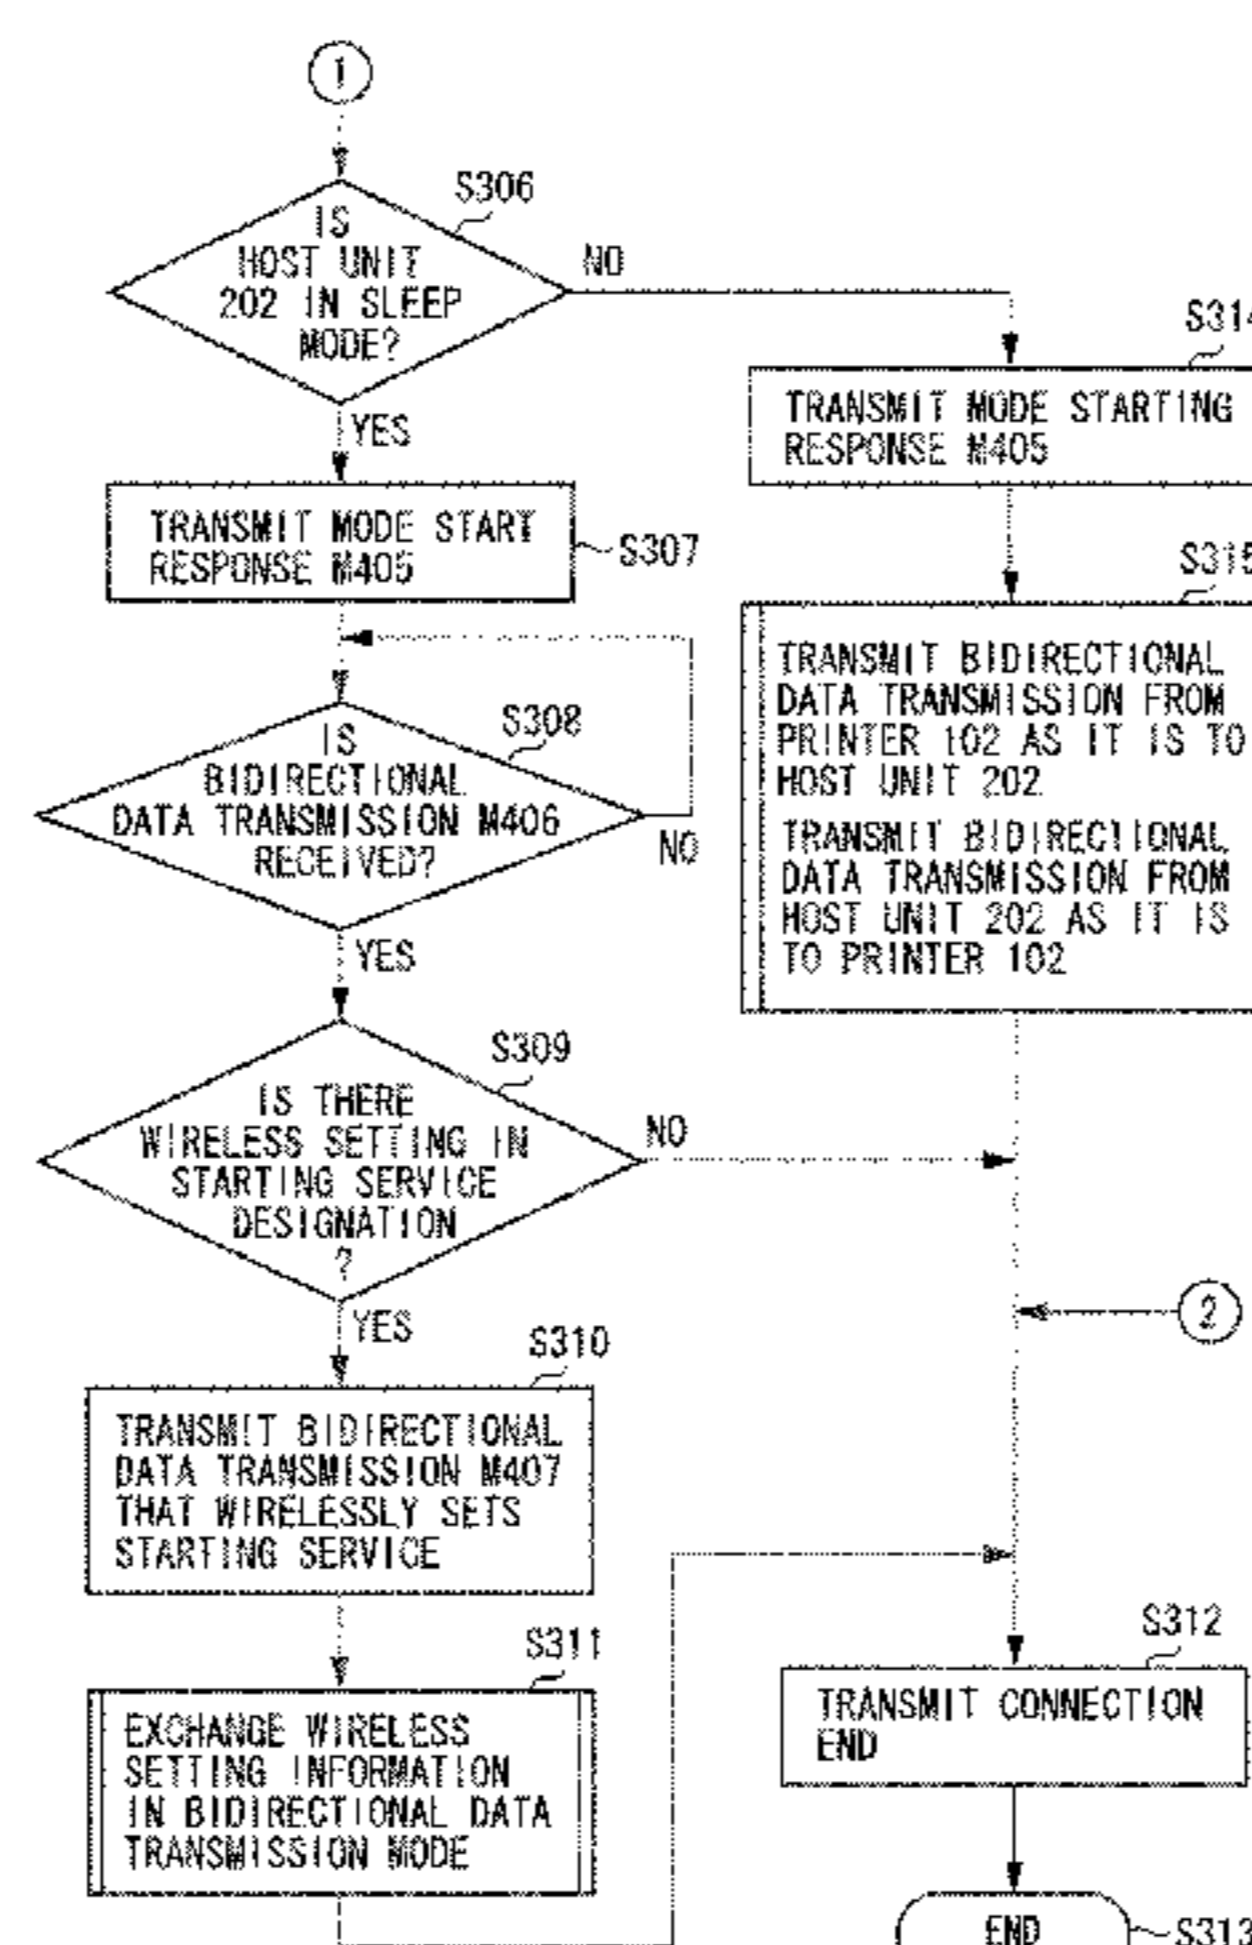 1
S306
IS
HOST UNIT
202 IN SLEEP
MODE?
NO
YES
S314
TRANSMIT MODE STARTING
RESPONSE M405
TRANSMIT MODE START
RESPONSE M405
S307
S315
TRANSMIT BIDIRECTIONAL
DATA TRANSMISSION FROM
PRINTER 102 AS IT IS TO
HOST UNIT 202
TRANSMIT BIDIRECTIONAL
DATA TRANSMISSION FROM
HOST UNIT 202 AS IT IS
TO PRINTER 102
S308
IS
BIDIRECTIONAL
DATA TRANSMISSION M406
RECEIVED?
NO
YES
S309
IS THERE
WIRELESS SETTING IN
STARTING SERVICE
DESIGNATION
?
NO
YES
2
S310
TRANSMIT BIDIRECTIONAL
DATA TRANSMISSION M407
THAT WIRELESSLY SETS
STARTING SERVICE
S311
EXCHANGE WIRELESS
SETTING INFORMATION
IN BIDIRECTIONAL DATA
TRANSMISSION MODE
S312
TRANSMIT CONNECTION
END
END
S313